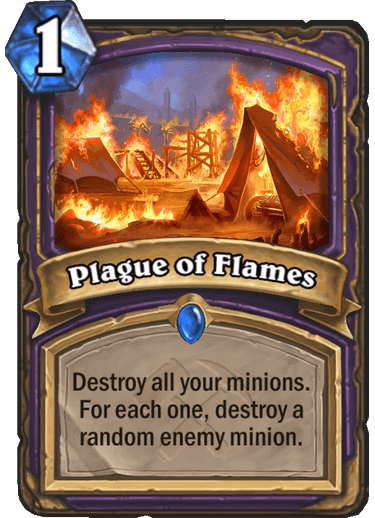 1
Plague of Flames
Destroy all your minions.
For each one, destroy a
random enemy minion.